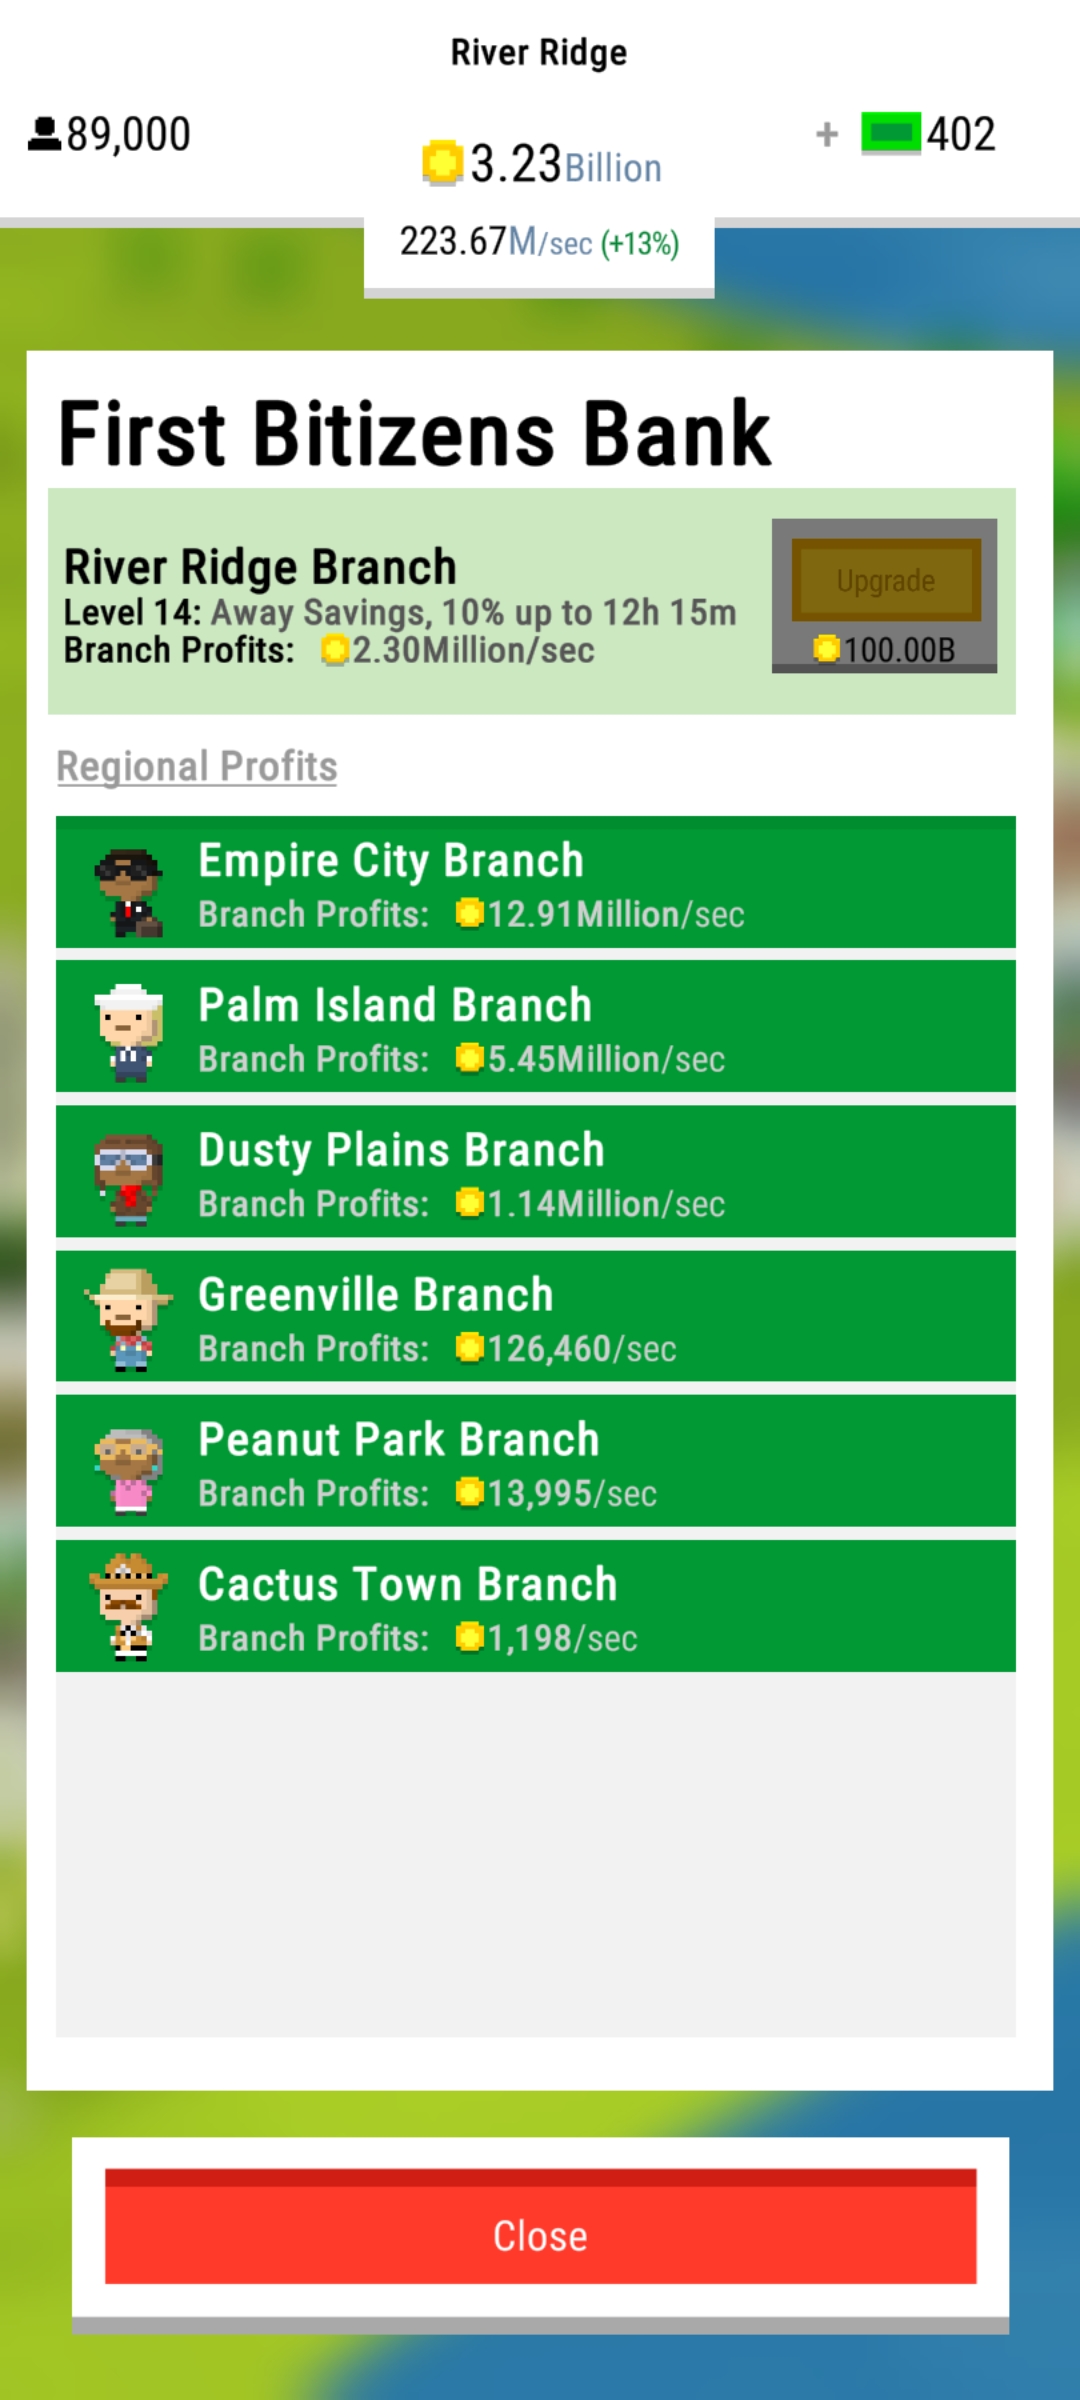 River Ridge
89,000
3.23Billion
+ 402
223.67M/sec (+13%)
First Bitizens Bank
River Ridge Branch
Level 14: Away Savings, 10% up to 12h 15m
Branch Profits: 2.30Million/sec
Upgrade
100.00B
Regional Profits
Empire City Branch
Branch Profits: 12.91Million/sec
Palm Island Branch
Branch Profits: 5.45Million/sec
Dusty Plains Branch
Branch Profits: 1.14Million/sec
Greenville Branch
Branch Profits: 126,460/sec
Peanut Park Branch
Branch Profits: 13,995/sec
Cactus Town Branch
Branch Profits: 1,198/sec
Close